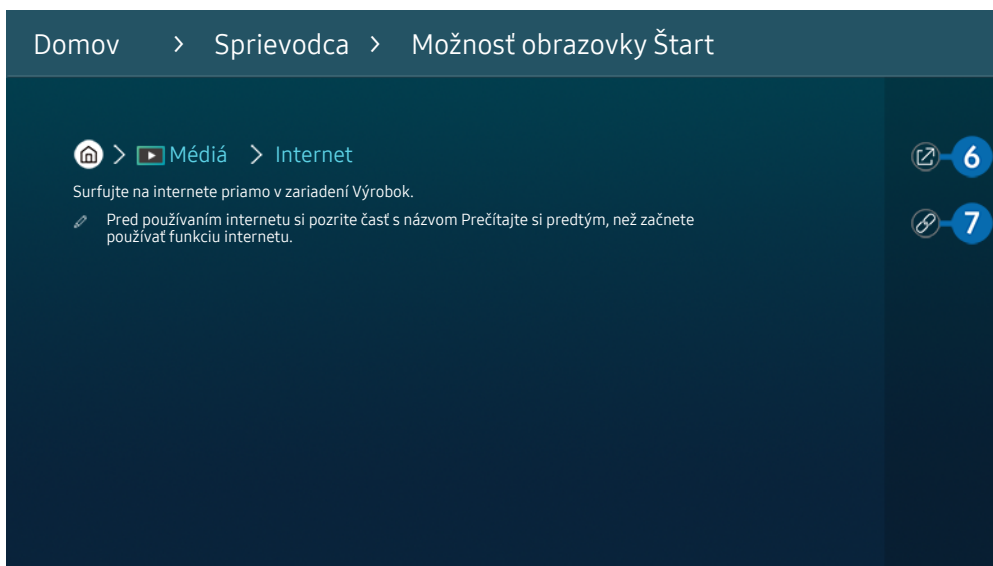 Domov > Sprievodca > Možnosť obrazovky Štart
> Médiá > Internet
6
Surfujte na internete priamo v zariadení Výrobok.
Pred používaním internetu si pozrite časť s názvom Prečítajte si predtým, než začnete
používať funkciu internetu.
7